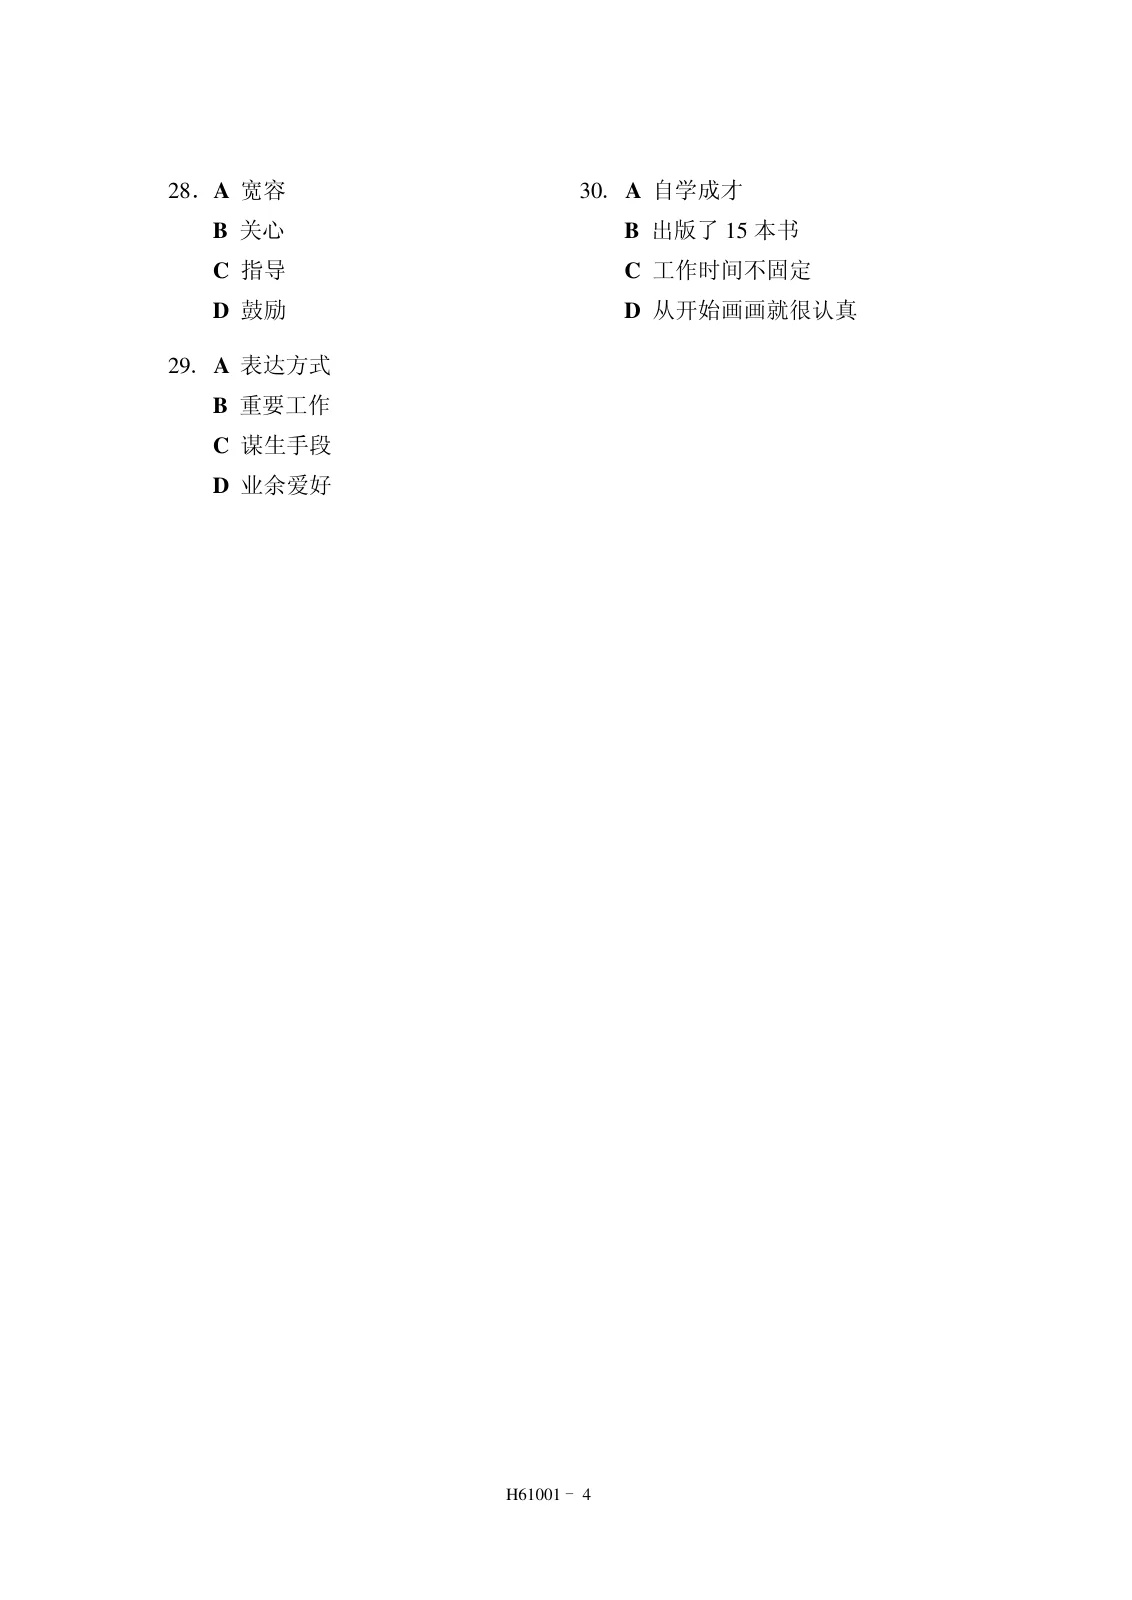 28. A 宽容
B 关心
C 指导
D 鼓励
29. A 表达方式
B 重要工作
C 谋生手段
D 业余爱好
30. A 自学成才
B 出版了 15 本书
C 工作时间不固定
D 从开始画画就很认真
H61001－ 4